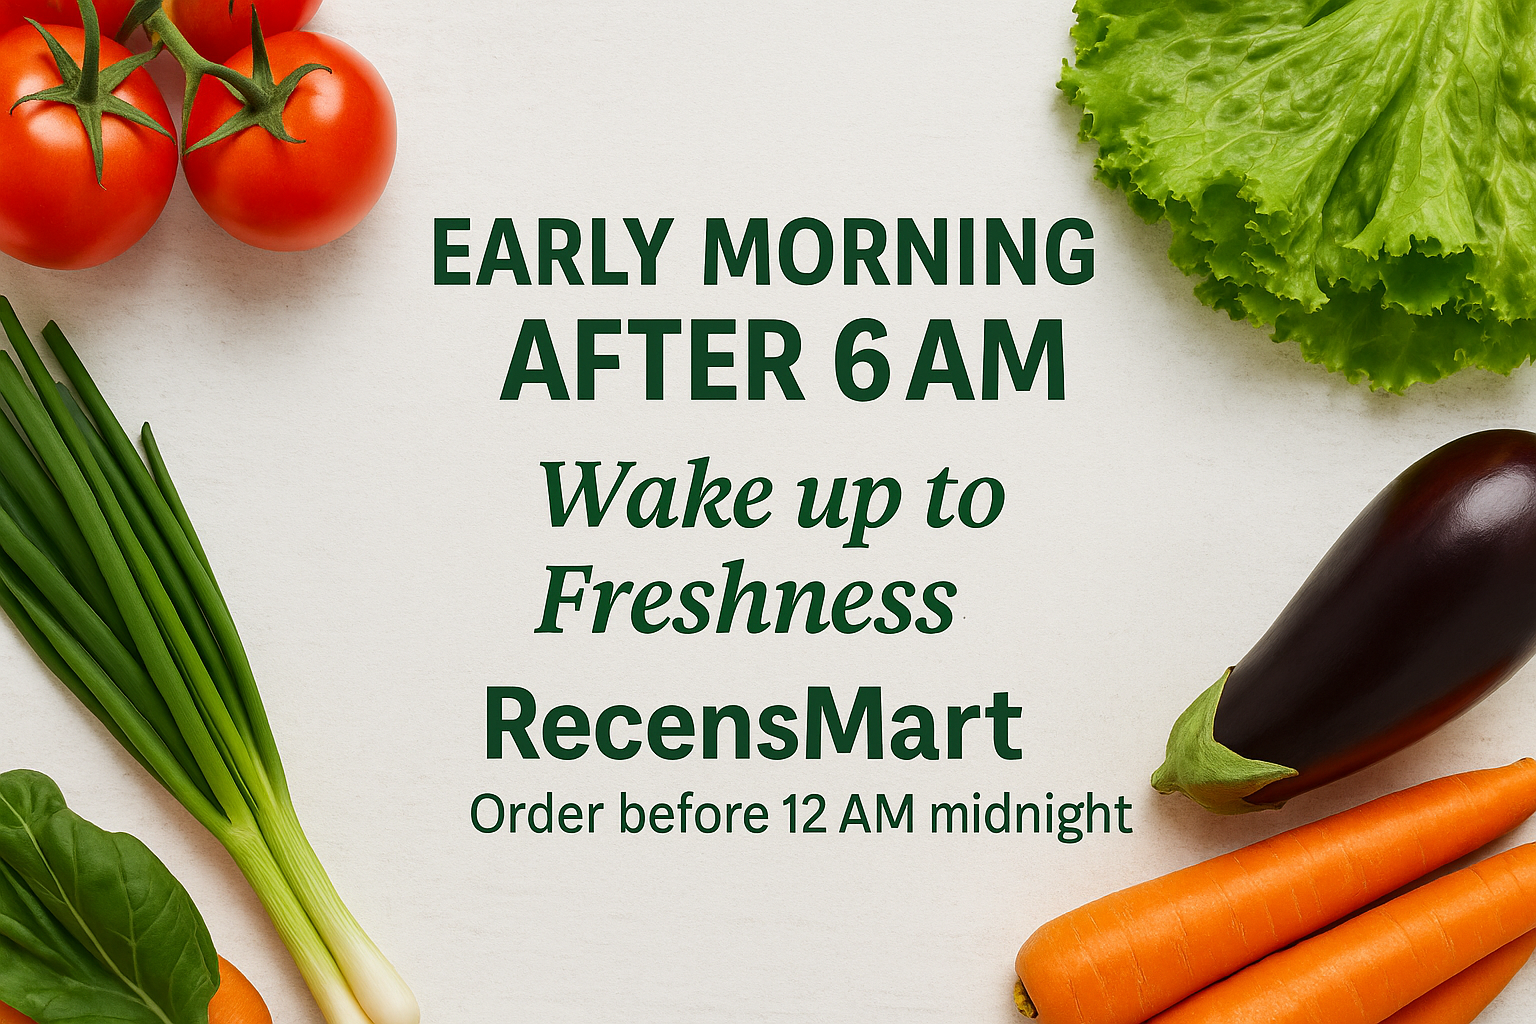 EARLY MORNING
AFTER 6 AM
Wake up to
Freshness
RecensMart
Order before 12 AM midnight